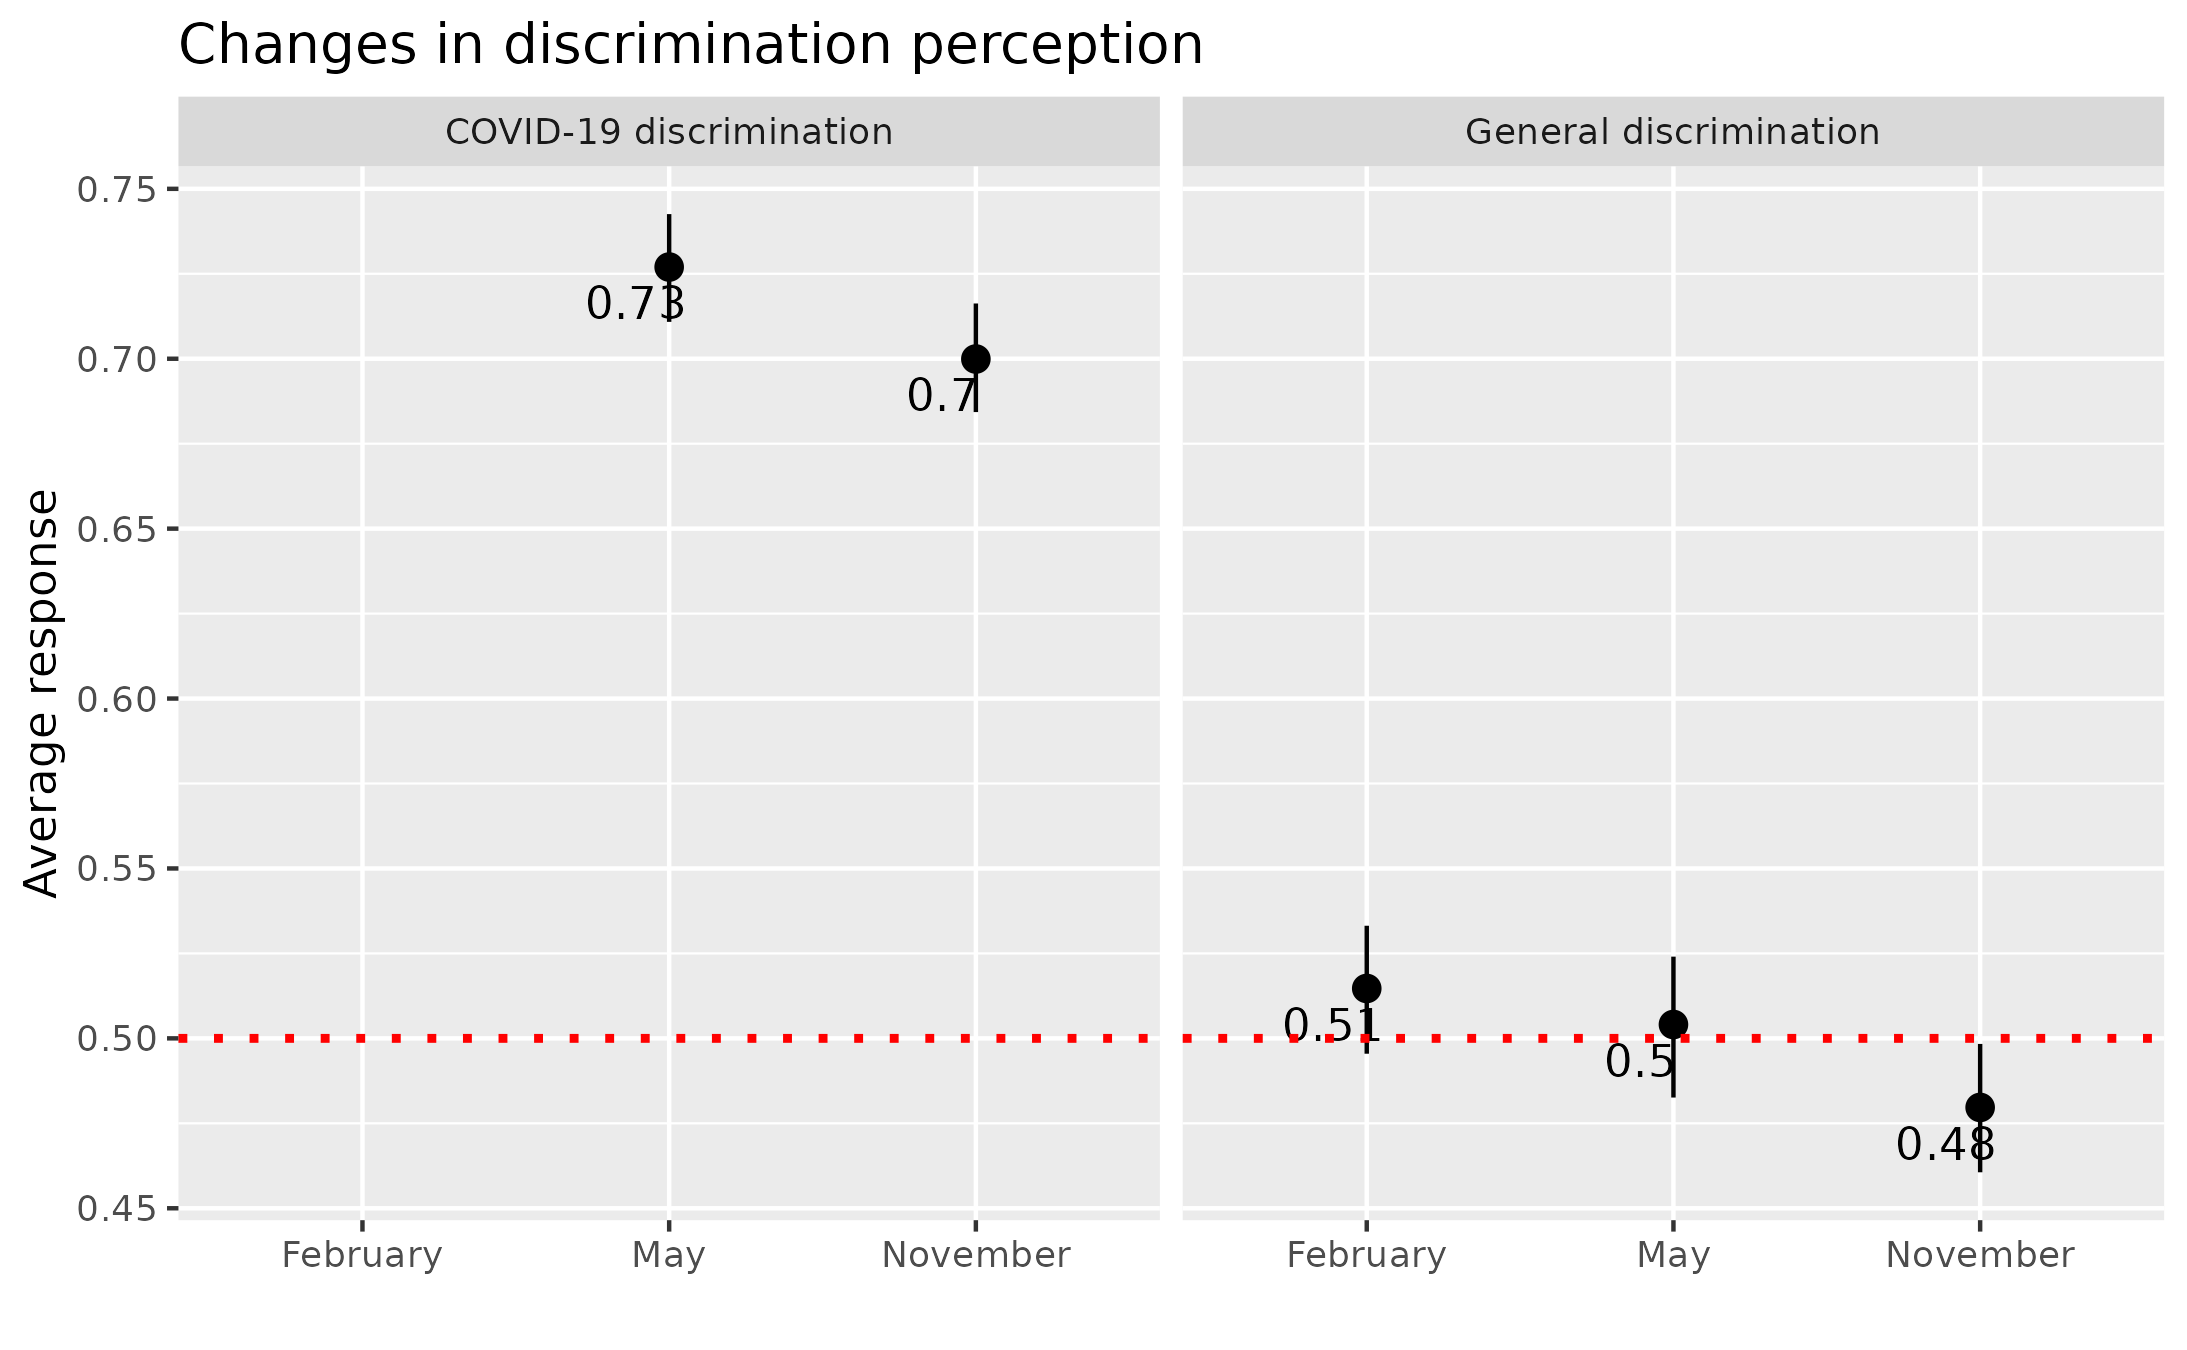 Changes in discrimination perception
COVID-19 discrimination
General discrimination
Average response
0.75
0.70
0.65
0.60
0.55
0.50
0.45
0.73
0.7
0.51
0.5
0.48
February May November
February May November